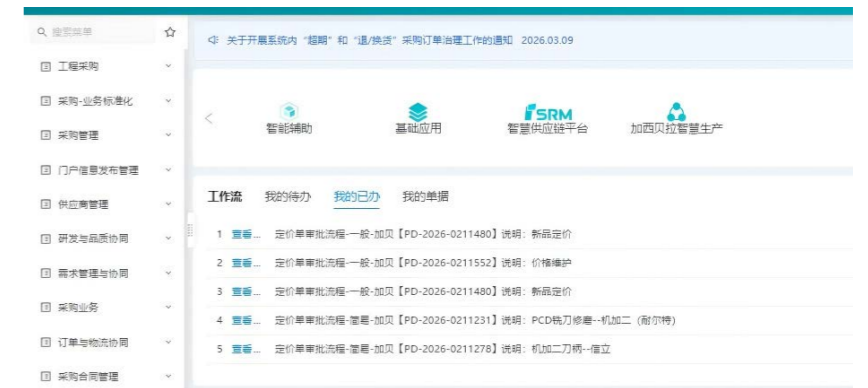 搜索菜单
工程采购
采购-业务标准化
采购管理
门户信息发布管理
供应商管理
研发与品质协同
需求管理与协同
采购业务
订单与物流协同
采购合同管理
关于开展系统内“超期”和“退/换货”采购订单治理工作的通知 2026.03.09
智能辅助
基础应用
SRM
智慧供应链平台
加西贝拉智慧生产
工作流 我的待办 我的已办 我的单据
1 查看... 定价单审批流程-一般-加贝【PD-2026-0211480】说明：新品定价
2 查看... 定价单审批流程-一般-加贝【PD-2026-0211552】说明：价格维护
3 查看... 定价单审批流程-一般-加贝【PD-2026-0211480】说明：新品定价
4 查看... 定价单审批流程-简易-加贝【PD-2026-0211231】说明：PCD铣刀修磨--机加二（耐尔特）
5 查看... 定价单审批流程-简易-加贝【PD-2026-0211278】说明：机加二刀柄--信立